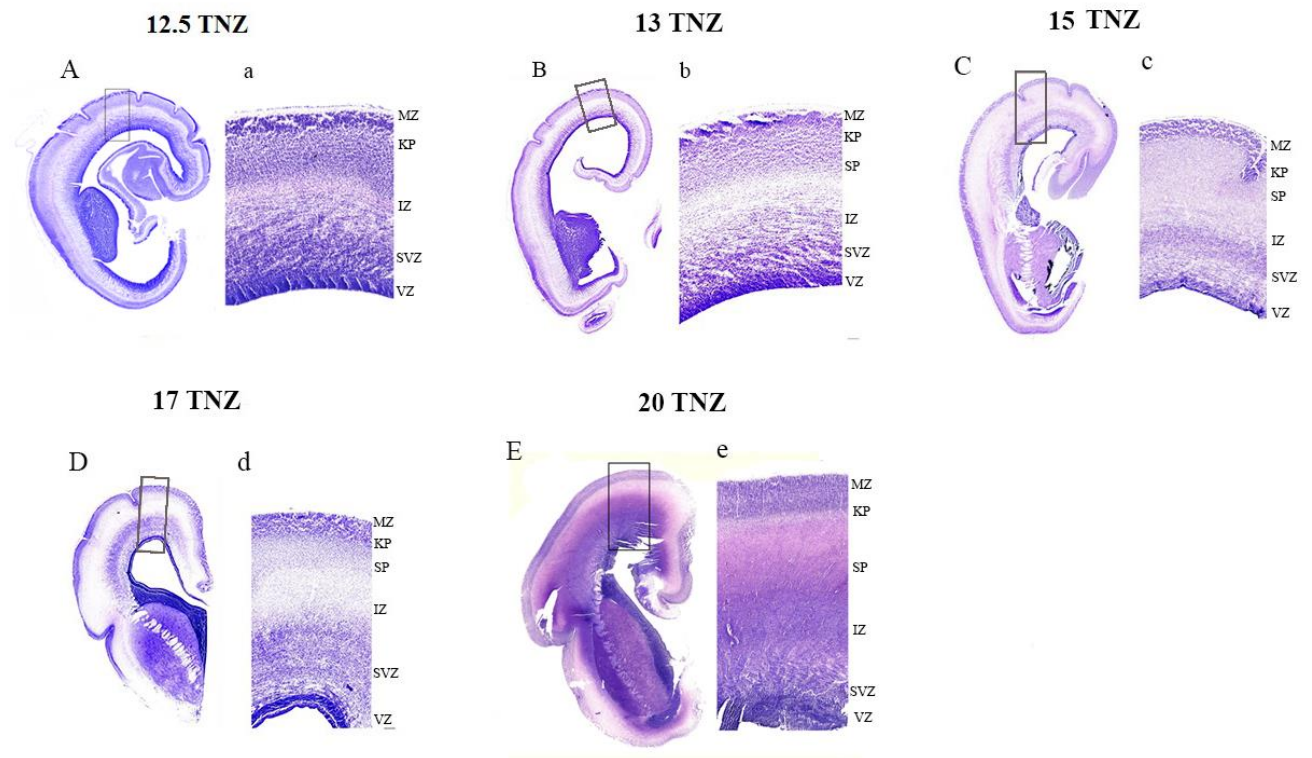 12.5 TNZ
13 TNZ
15 TNZ
A
a
MZ
KP
IZ
SVZ
VZ
B
b
MZ
KP
SP
IZ
SVZ
VZ
C
c
MZ
KP
SP
IZ
SVZ
VZ
17 TNZ
20 TNZ
D
d
MZ
KP
SP
IZ
SVZ
VZ
E
e
MZ
KP
SP
IZ
SVZ
VZ